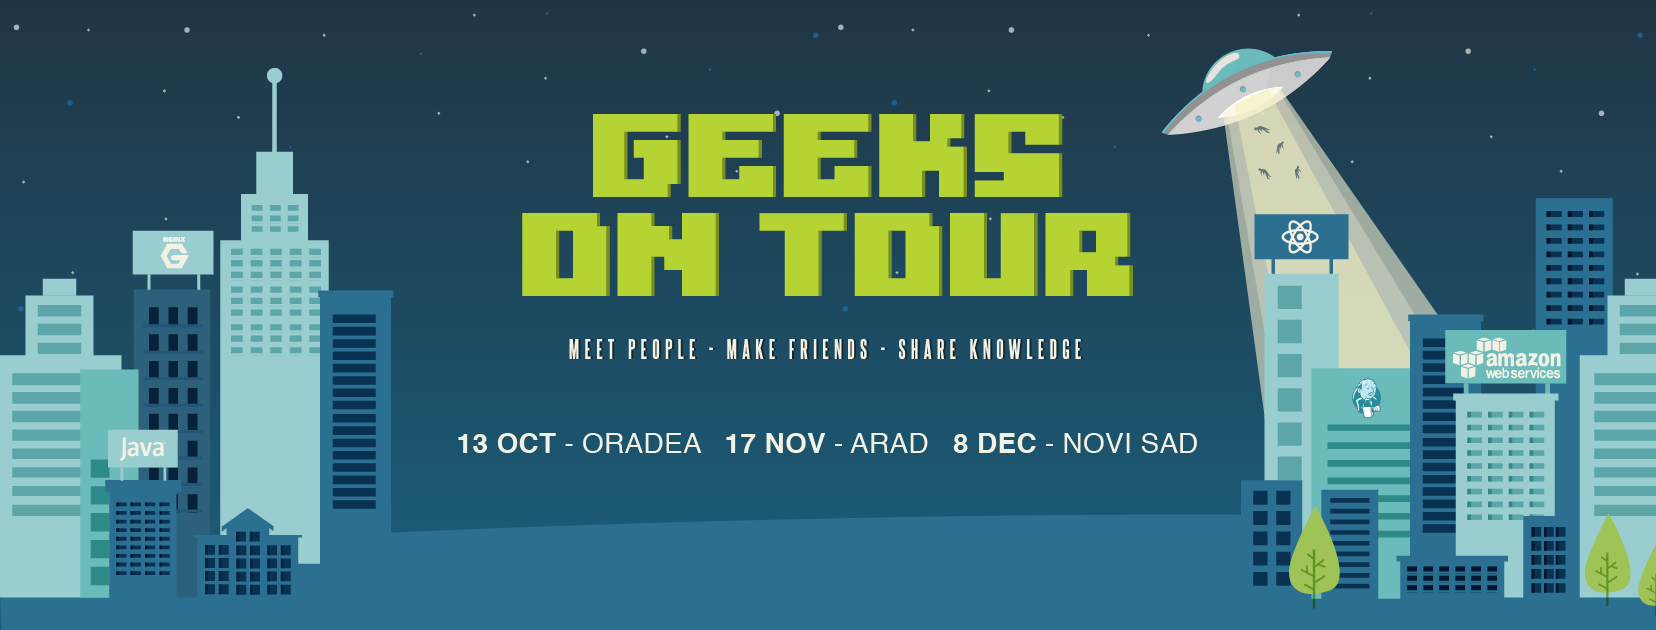 GEEKS
ON TOUR
MEET PEOPLE - MAKE FRIENDS - SHARE KNOWLEDGE
13 OCT - ORADEA 17 NOV - ARAD 8 DEC - NOVI SAD
NGINX
G
Java
amazon
web services